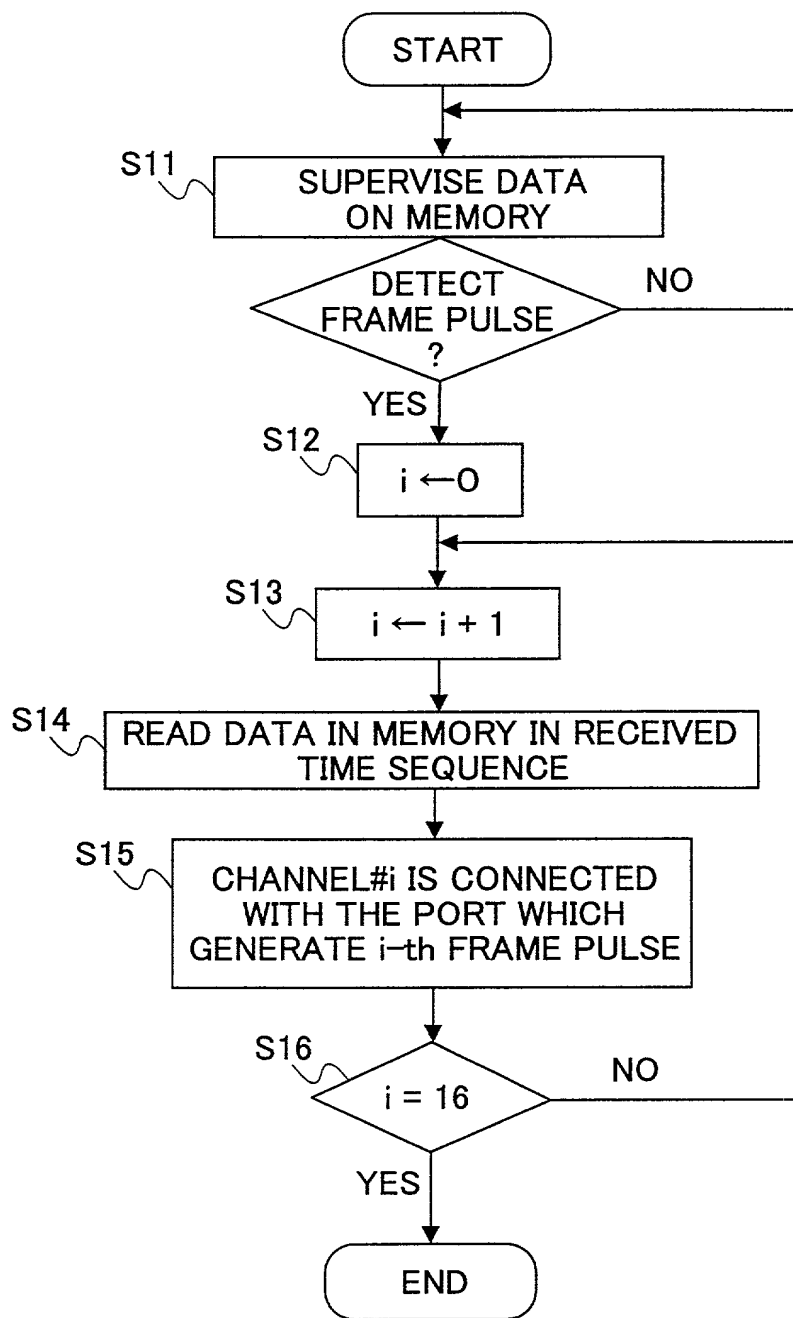 START
S11
SUPERVISE DATA
ON MEMORY
DETECT
FRAME PULSE
?
NO
YES
S12
i ←0
S13
i ← i + 1
S14
READ DATA IN MEMORY IN RECEIVED
TIME SEQUENCE
S15
CHANNEL#i IS CONNECTED
WITH THE PORT WHICH
GENERATE i-th FRAME PULSE
S16
i = 16
NO
YES
END